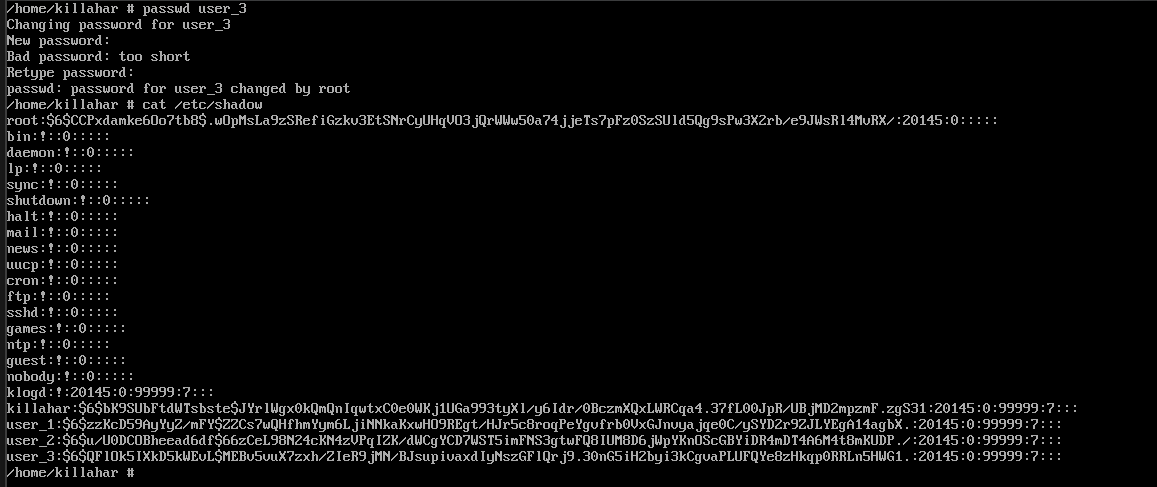 /home/killahar # passwd user_3
Changing password for user_3
New password:
Bad password: too short
Retype password:
passwd: password for user_3 changed by root
/home/killahar # cat /etc/shadow
root:$6$CCPxdamke6Oo7tb8$.wOpMsLa9zSRefiGzkv3EtSNrCyUHqVO3jQrWWw50a74jjeTs7pFz0SzSUld5Qg9sPw3X2rb/e9JWsRl4MvRX/:20145:0:::::
bin:!::0:::::
daemon:!::0:::::
lp:!::0:::::
sync:!::0:::::
shutdown:!::0:::::
halt:!::0:::::
mail:!::0:::::
news:!::0:::::
uucp:!::0:::::
cron:!::0:::::
ftp:!::0:::::
sshd:!::0:::::
games:!::0:::::
ntp:!::0:::::
guest:!::0:::::
nobody:!::0:::::
klogd:!:20145:0:99999:7:::
killahar:$6$bK9SUbFtdWTsbste$JYrlWgx0kQmQnIqwtxC0e0WKj1UGa993tyXl/y6Idr/0BczmXQxLWRCqa4.37fL00JpR/UBjMD2mpzmF.zgS31:20145:0:99999:7:::
user_1:$6$zzKcD59AyYyZ/mFY$ZZCs7wQHfhmYym6LjiNNkaKxwHO9REgt/HJr5c8roqPeYgvfrb0VxGJnvyajqe0C/ySYD2r9ZJLYEgA14agbX.:20145:0:99999:7:::
user_2:$6$u/U0DCOBheead6df$66zCeL98N24cKN4zVPqIZK/dWCgYCD7WST5imFNS3gtwFQ8IUM8D6jWpYKnOScGBYiDR4mDT4A6M4t8mKUDP./:20145:0:99999:7:::
user_3:$6$QFlOk5IXkD5kWEvL$MEBv5vuX7zxh/ZIeR9jMN/BJsupivaxdIyNszGFlQrj9.30nG5iH2byi3kCgvaPLUFQYe8zHkqp0RRLn5HWG1.:20145:0:99999:7:::
/home/killahar #